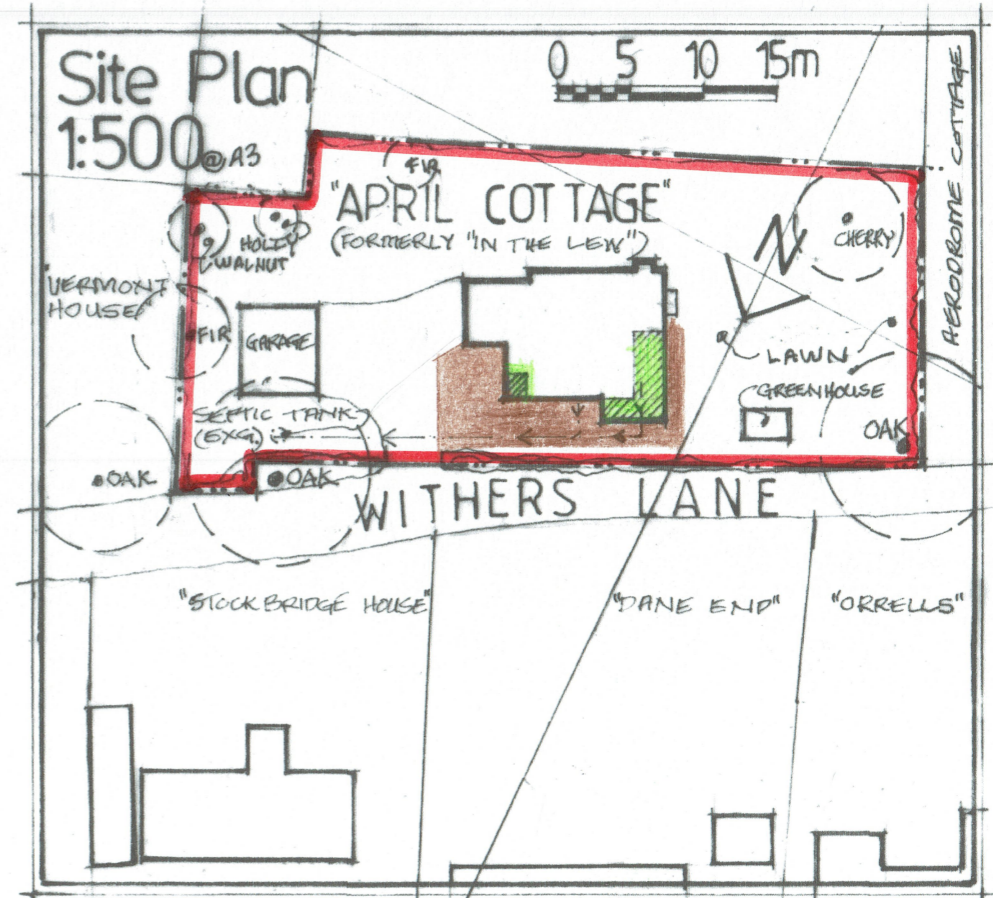 Site Plan
1:500 @ A3
0 5 10 15m
AERODROME COTTAGE
FIR
"APRIL COTTAGE"
(FORMERLY "IN THE LEW")
HOLLY
WALNUT
CHERRY
N
VERMONT
HOUSE
FIR
GARAGE
LAWN
GREENHOUSE
SEPTIC TANK
(EXG)
OAK
OAK
OAK
WITHERS LANE
"STOCKBRIDGE HOUSE"
"DANE END"
"ORRELLS"